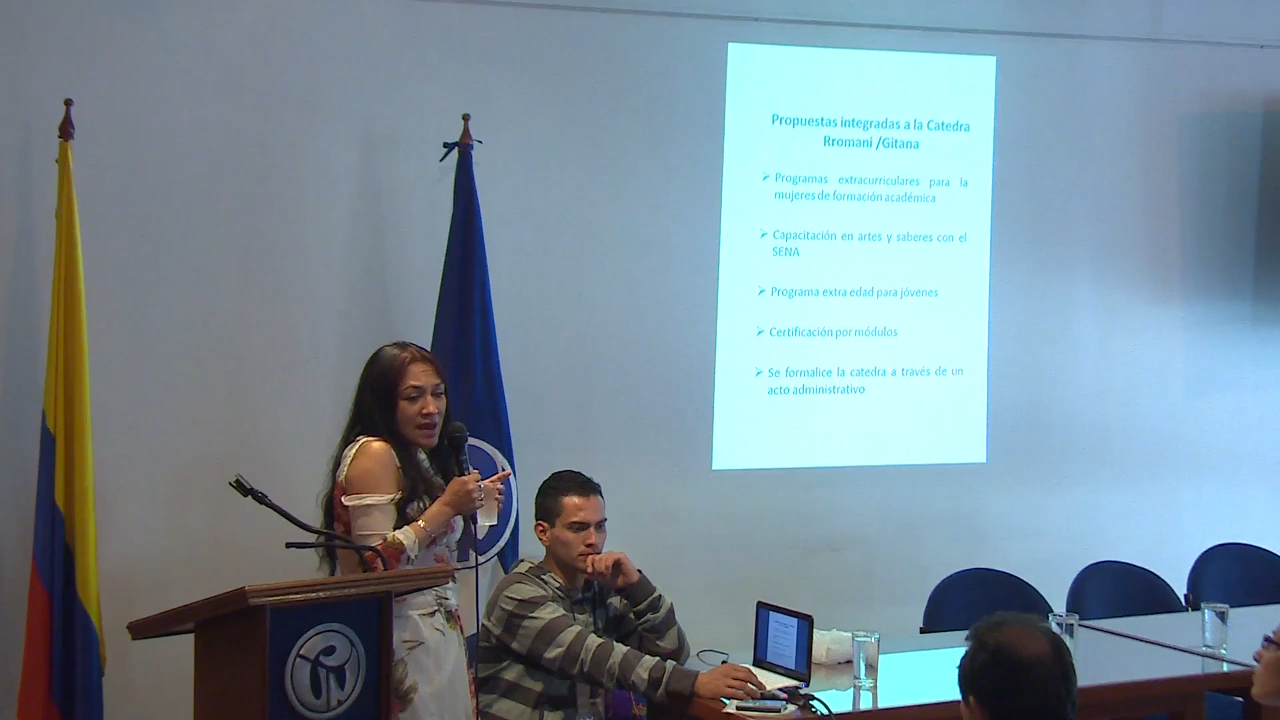 Propuestas integradas a la Catedra
Rromani /Gitana
➢ Programas extracurriculares para la
mujeres de formación académica
➢ Capacitación en artes y saberes con el
SENA
➢ Programa extra edad para jóvenes
➢ Certificación por módulos
➢ Se formalice la catedra a través de un
acto administrativo